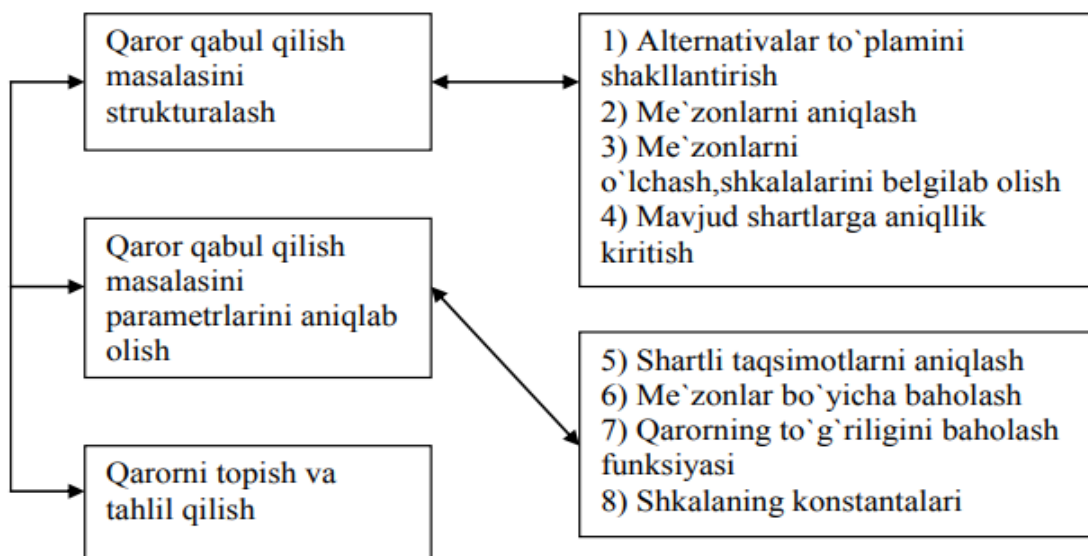 Qaror qabul qilish
masalasini
strukturalash
1) Alternativalar to`plamini
shakllantirish
2) Me`zonlarni aniqlash
3) Me`zonlarni
o`lchash,shkalalarini belgilab olish
4) Mavjud shartlarga aniqllik
kiritish
Qaror qabul qilish
masalasini
parametrlarini aniqlab
olish
5) Shartli taqsimotlarni aniqlash
6) Me`zonlar bo`yicha baholash
7) Qarorning to`g`riligini baholash
funksiyasi
8) Shkalaning konstantalari
Qarorni topish va
tahlil qilish